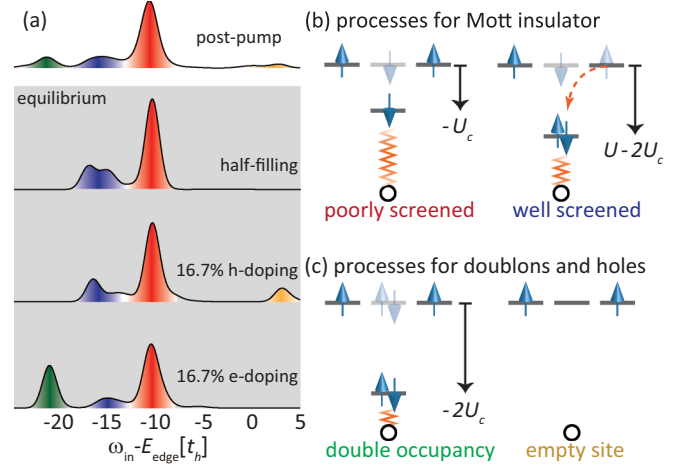 (a)
post-pump
equilibrium
half-filling
16.7% h-doping
16.7% e-doping
-20 -15 -10 -5 0 5
ω_in-E_edge[t_h]
(b) processes for Mott insulator
-U_c
U-2U_c
poorly screened
well screened
(c) processes for doublons and holes
-2U_c
double occupancy
empty site